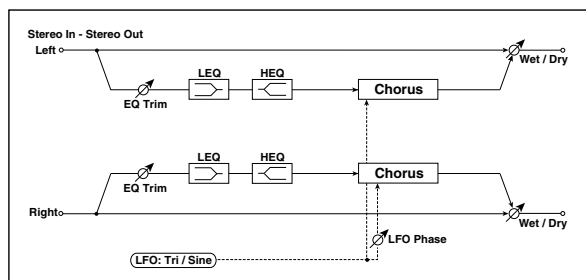 Stereo In - Stereo Out
Left
Wet / Dry
EQ Trim
LEQ
HEQ
Chorus
LEQ
HEQ
Chorus
EQ Trim
Right
Wet / Dry
LFO Phase
LFO: Tri / Sine